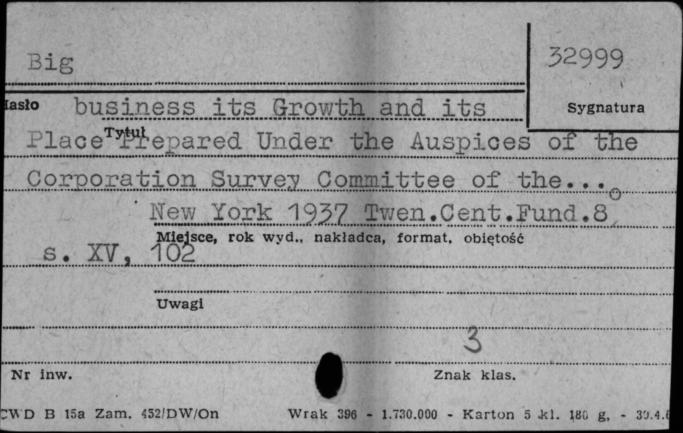 Big
32999
Hasło business its Growth and its
Sygnatura
Place Tytuł Prepared Under the Auspices of the
Corporation Survey Committee of the...
New York 1937 Twen.Cent.Fund.8o
Miejsce, rok wyd., nakładca, format, obiętość
s. XV, 102
Uwagi
3
Nr inw.
Znak klas.
CWD B 15a Zam. 452/DW/On Wrak 396 - 1.730.000 - Karton 5 kl. 180 g. - 30.4.6